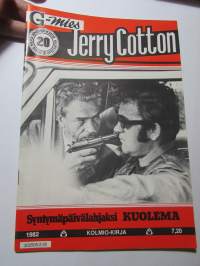 G-mies
Jerry Cotton
20
Syntymäpäivälahjaksi KUOLEMA
1982 KOLMIO-KIRJA 7,20